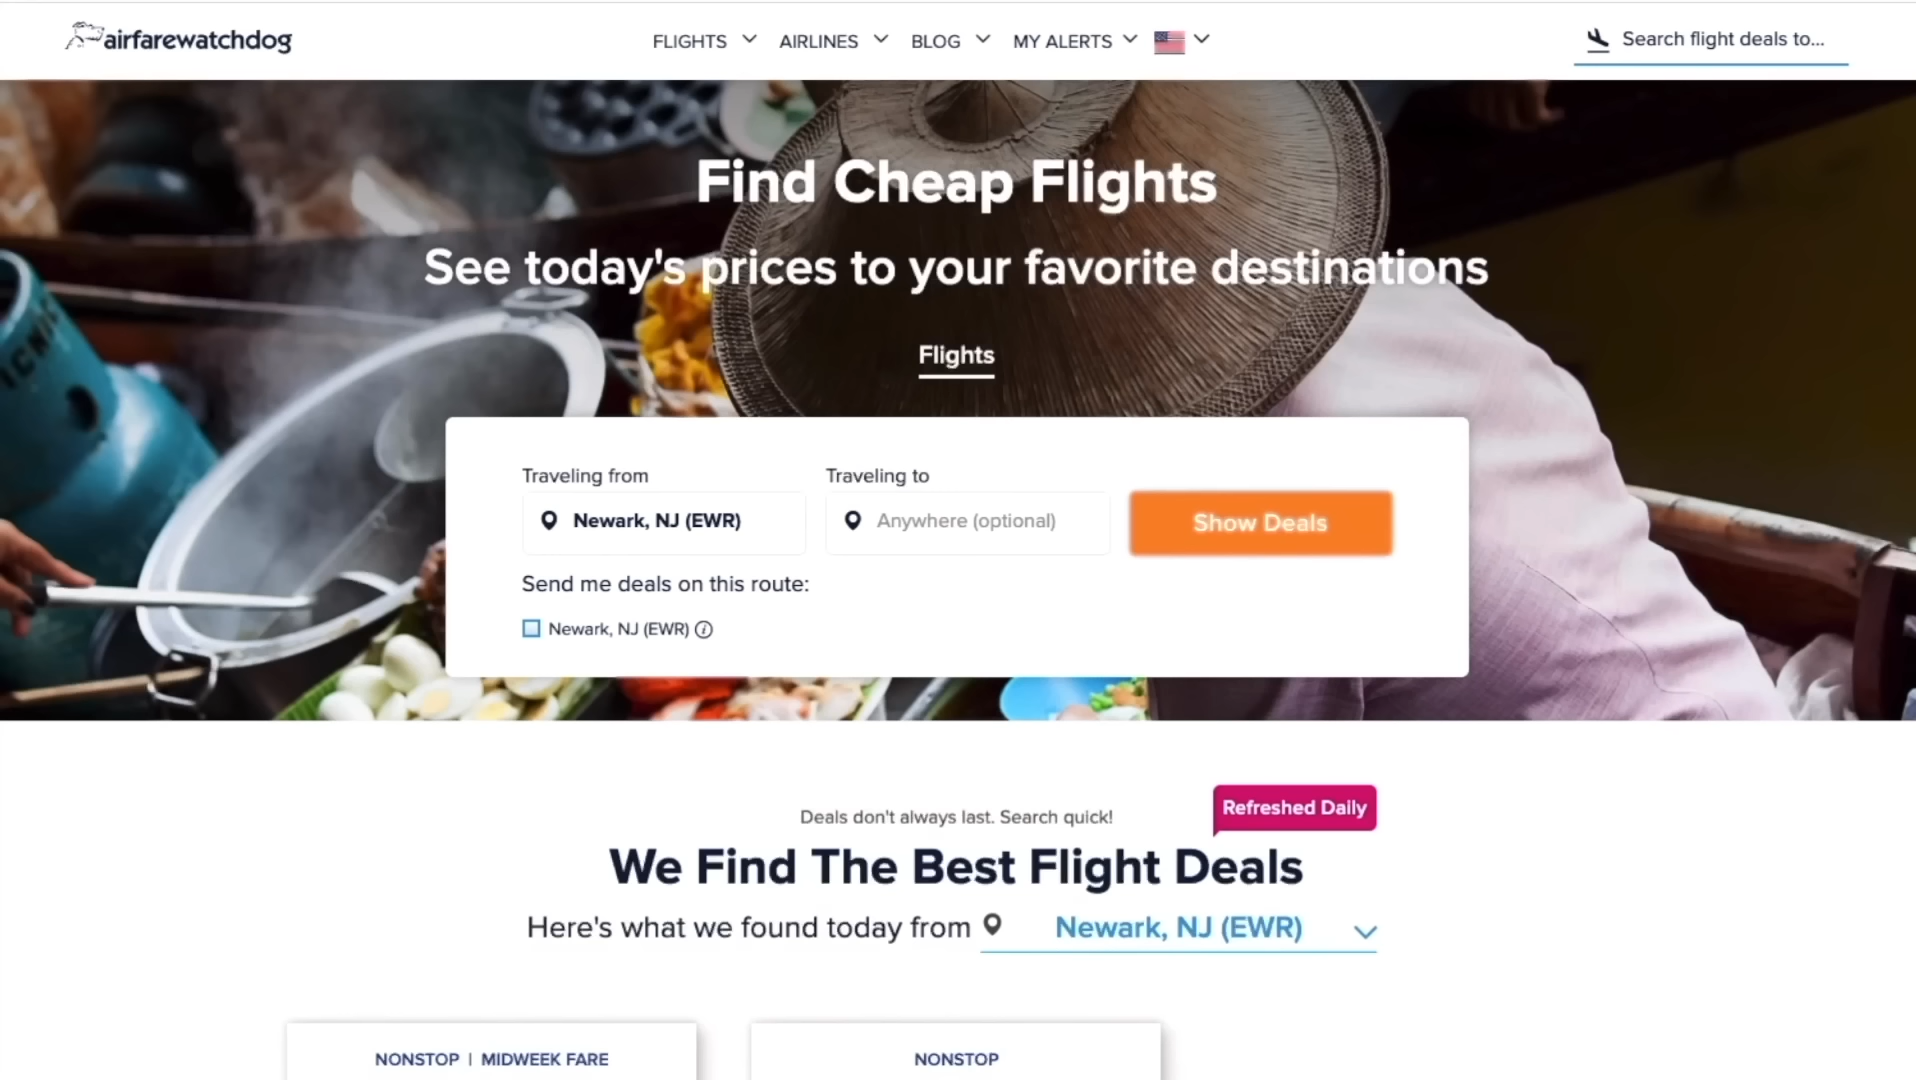 airfarewatchdog
FLIGHTS
AIRLINES
BLOG
MY ALERTS
Search flight deals to...
Find Cheap Flights
See today's prices to your favorite destinations
Flights
Traveling from
Traveling to
Newark, NJ (EWR)
Anywhere (optional)
Show Deals
Send me deals on this route:
Newark, NJ (EWR)
Refreshed Daily
Deals don't always last. Search quick!
We Find The Best Flight Deals
Here's what we found today from Newark, NJ (EWR)
NONSTOP | MIDWEEK FARE
NONSTOP